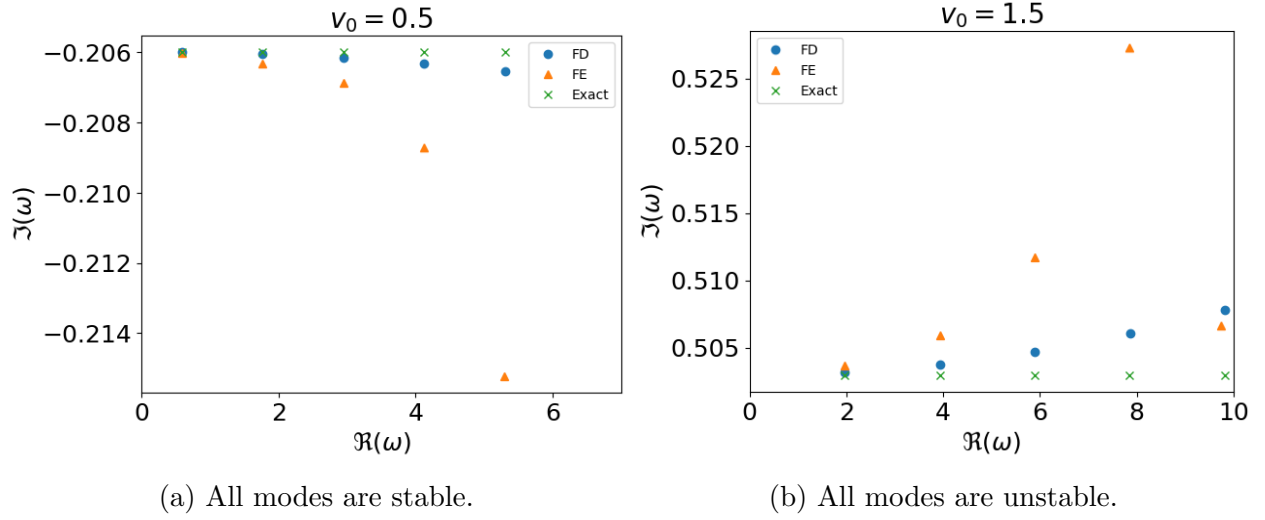 v₀ = 0.5
−0.206
−0.208
−0.210
−0.212
−0.214
ℑ(ω)
FD
FE
Exact
0 2 4 6
ℜ(ω)
(a) All modes are stable.
v₀ = 1.5
0.525
0.520
0.515
0.510
0.505
ℑ(ω)
FD
FE
Exact
0 2 4 6 8 10
ℜ(ω)
(b) All modes are unstable.